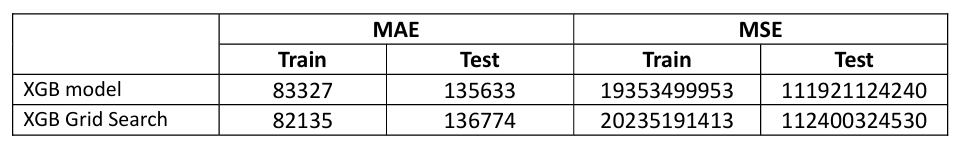 MAE MSE
Train Test Train Test
XGB model 83327 135633 19353499953 111921124240
XGB Grid Search 82135 136774 20235191413 112400324530